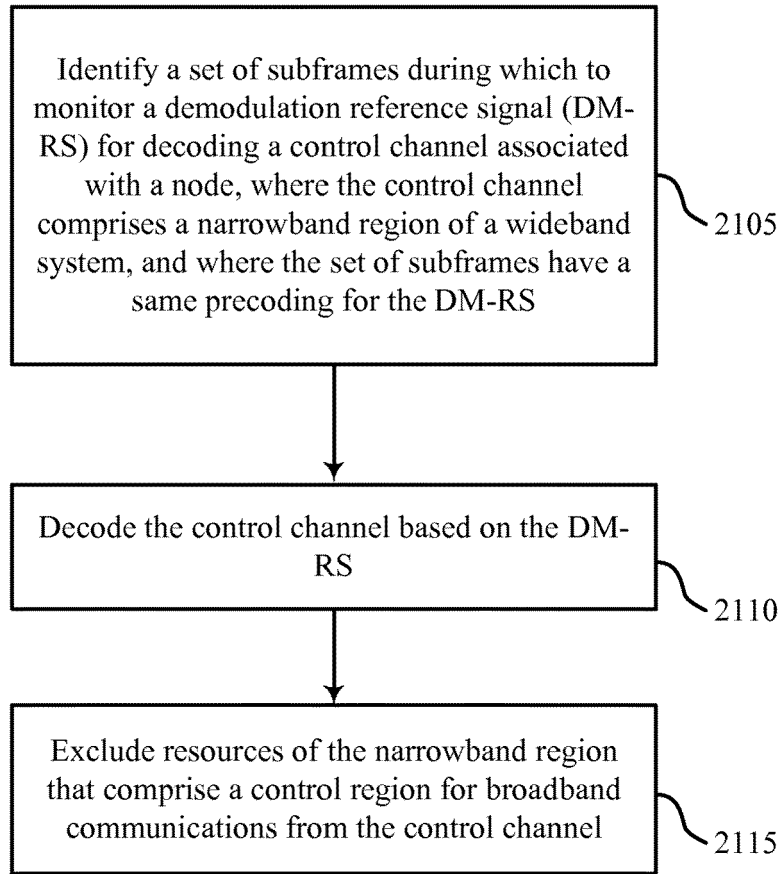 Identify a set of subframes during which to
monitor a demodulation reference signal (DM-
RS) for decoding a control channel associated
with a node, where the control channel
comprises a narrowband region of a wideband
system, and where the set of subframes have a
same precoding for the DM-RS
2105
Decode the control channel based on the DM-
RS
2110
Exclude resources of the narrowband region
that comprise a control region for broadband
communications from the control channel
2115